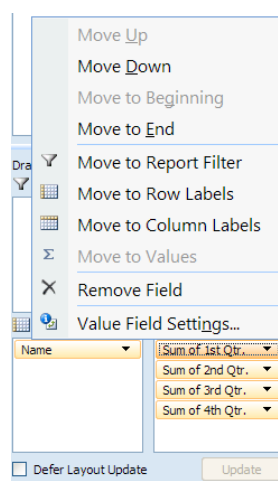 Move Up
Move Down
Move to Beginning
Move to End
Dra
Move to Report Filter
Move to Row Labels
Move to Column Labels
Σ Move to Values
Remove Field
Value Field Settings...
Name
Sum of 1st Qtr.
Sum of 2nd Qtr.
Sum of 3rd Qtr.
Sum of 4th Qtr.
Defer Layout Update
Update